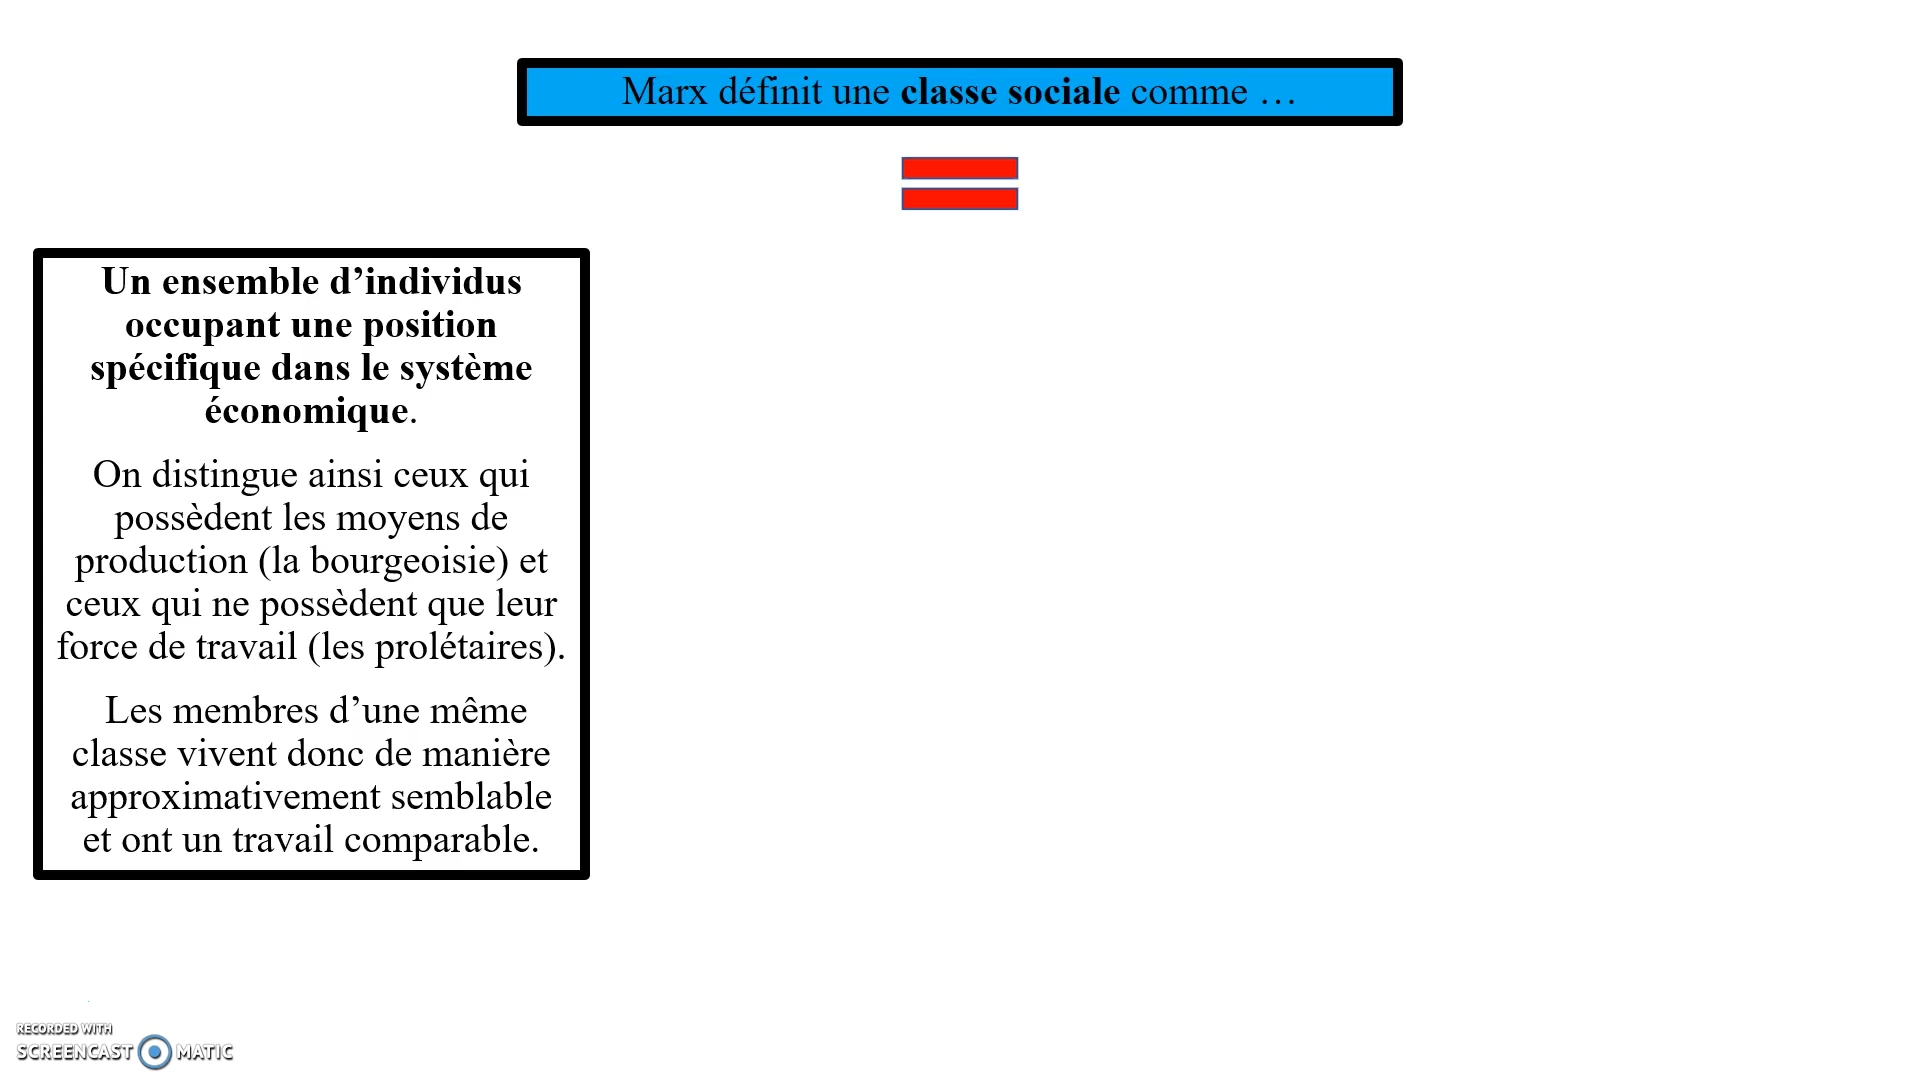 Marx définit une classe sociale comme …
Un ensemble d’individus
occupant une position
spécifique dans le système
économique.
On distingue ainsi ceux qui
possèdent les moyens de
production (la bourgeoisie) et
ceux qui ne possèdent que leur
force de travail (les prolétaires).
Les membres d’une même
classe vivent donc de manière
approximativement semblable
et ont un travail comparable.
RECORDED WITH
SCREENCAST MATIC